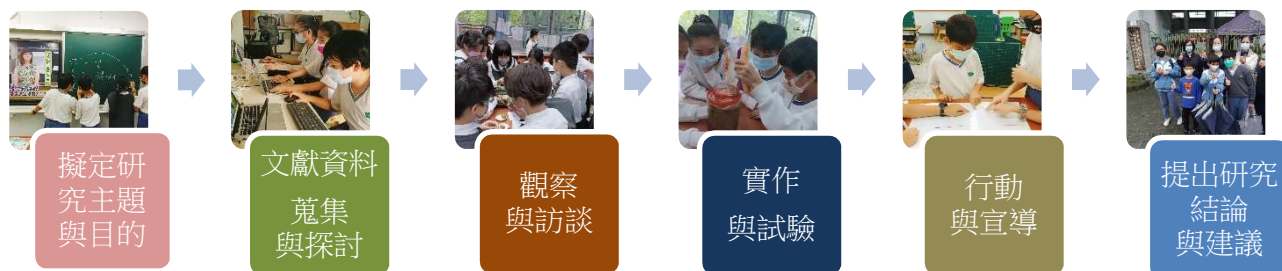 擬定研
究主題
與目的
文獻資料
蒐集
與探討
觀察
與訪談
實作
與試驗
行動
與宣導
提出研究
結論
與建議